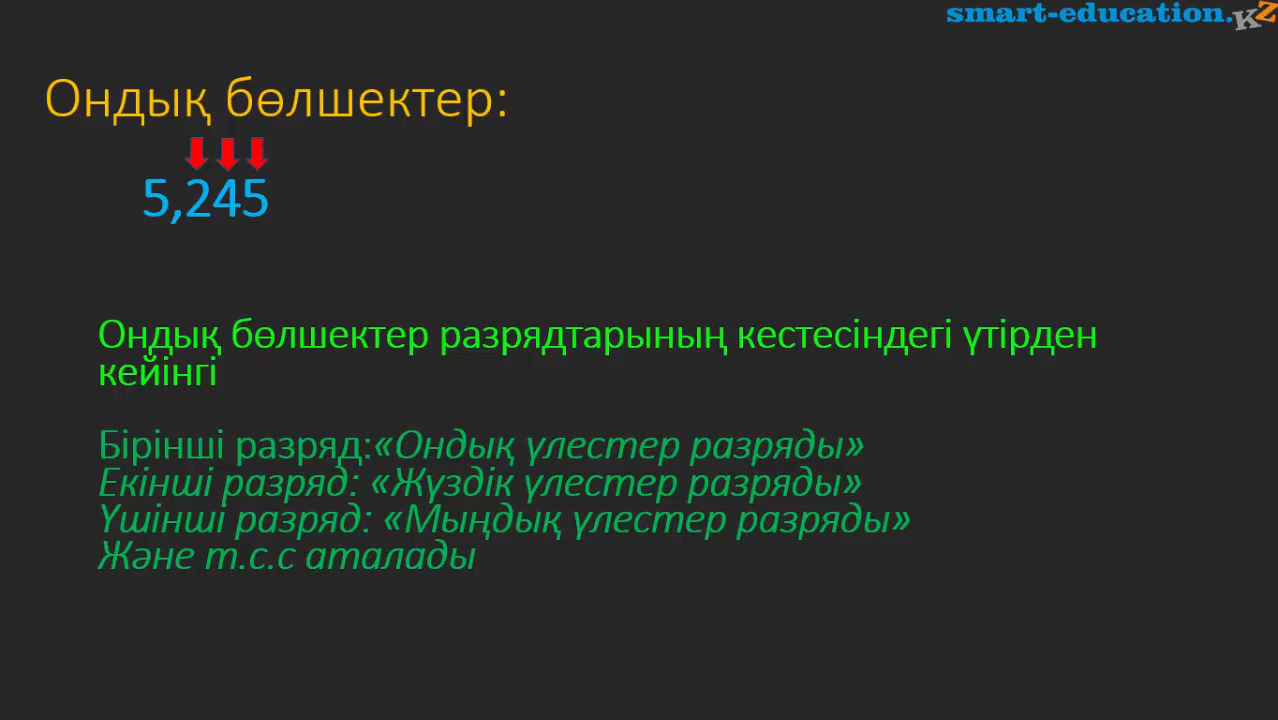 smart-education.KZ
Ондық бөлшектер:
5,245
Ондық бөлшектер разрядтарының кестесіндегі үтірден
кейінгі
Бірінші разряд:«Ондық үлестер разряды»
Екінші разряд: «Жүздік үлестер разряды»
Үшінші разряд: «Мыңдық үлестер разряды»
Және т.с.с аталады